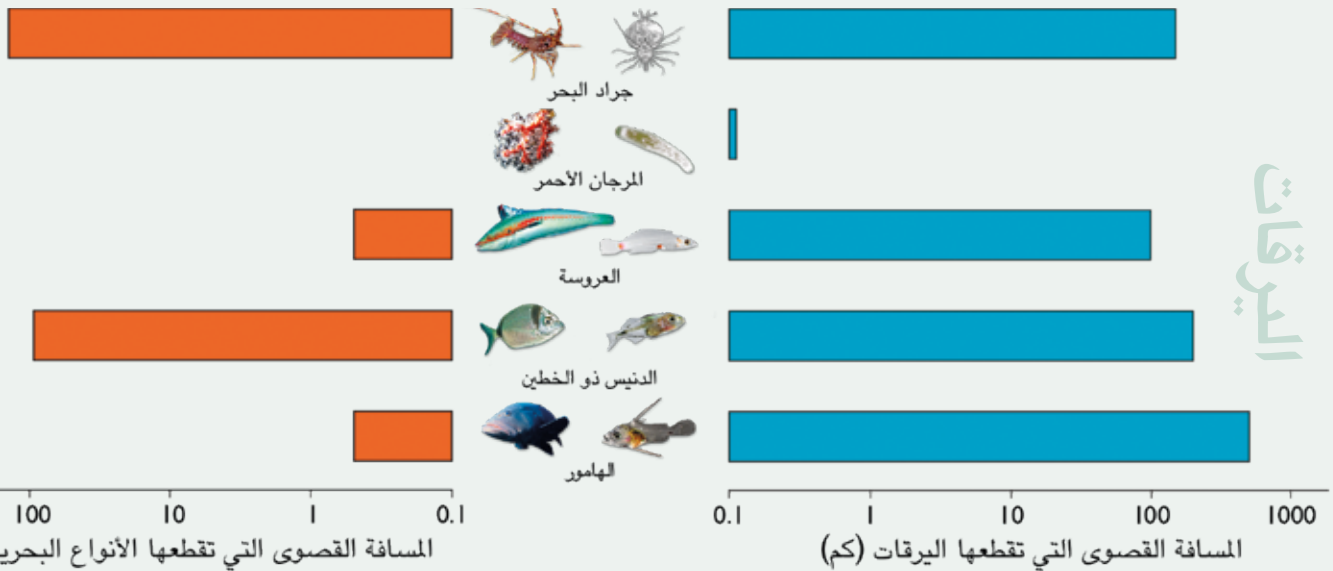 جراد البحر
المرجان الأحمر
العروسة
الدنيس ذو الخطين
الهامور
اليرقات
100 10 1 0.1
0.1 1 10 100 1000
المسافة القصوى التي تقطعها اليرقات (كم)
المسافة القصوى التي تقطعها الأنواع